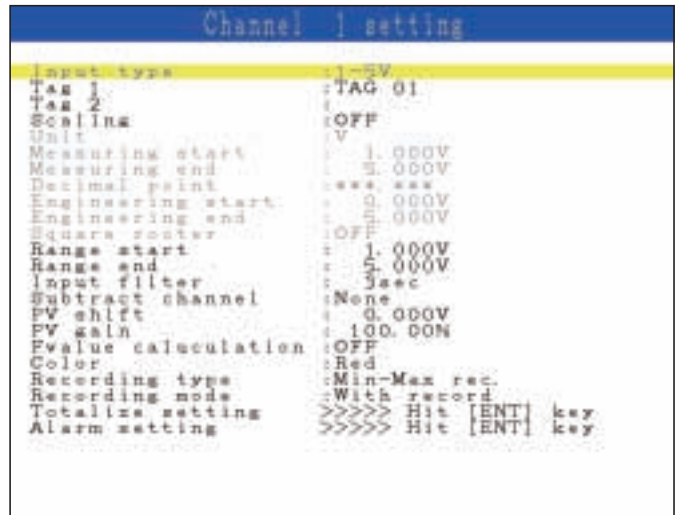 Channel 1 setting
Input type :1-5V
Tag 1 :TAG 01
Tag 2 :
Scaling :OFF
Unit :V
Measuring start : 1.000V
Measuring end : 5.000V
Decimal point :***.***
Engineering start : 0.000V
Engineering end : 5.000V
Square rooter :OFF
Range start : 1.000V
Range end : 5.000V
Input filter : 3sec
Subtract channel :None
PV shift : 0.000V
PV gain : 100.00%
Fvalue caluculation :OFF
Color :Red
Recording type :Min-Max rec.
Recording mode :With record
Totalize setting >>>>> Hit [ENT] key
Alarm setting >>>>> Hit [ENT] key